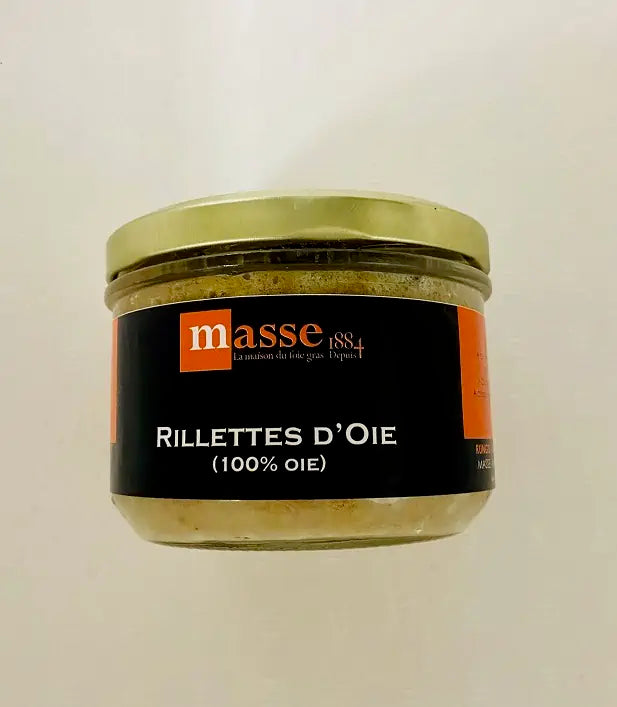 masse 1884
La maison du foie gras Depuis
RILLETTES D'OIE
(100% OIE)